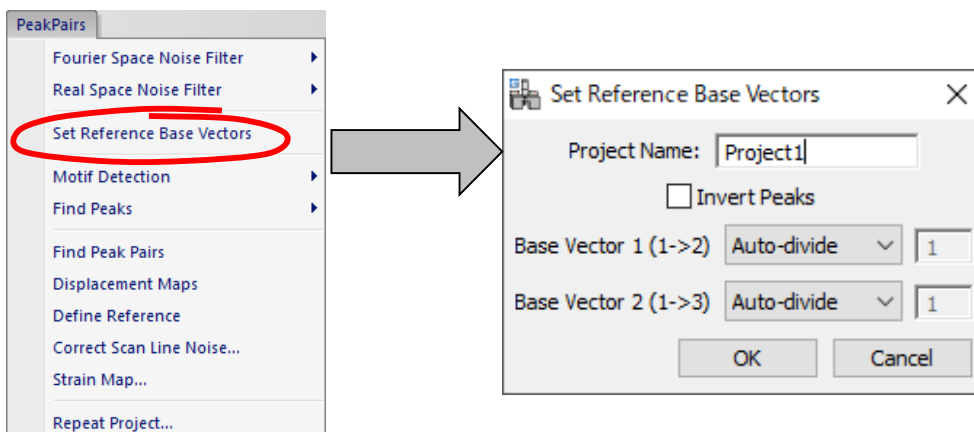 PeakPairs
Fourier Space Noise Filter
Real Space Noise Filter
Set Reference Base Vectors
Motif Detection
Find Peaks
Find Peak Pairs
Displacement Maps
Define Reference
Correct Scan Line Noise...
Strain Map...
Repeat Project...
Set Reference Base Vectors
Project Name: Project1
Invert Peaks
Base Vector 1 (1->2) Auto-divide 1
Base Vector 2 (1->3) Auto-divide 1
OK Cancel